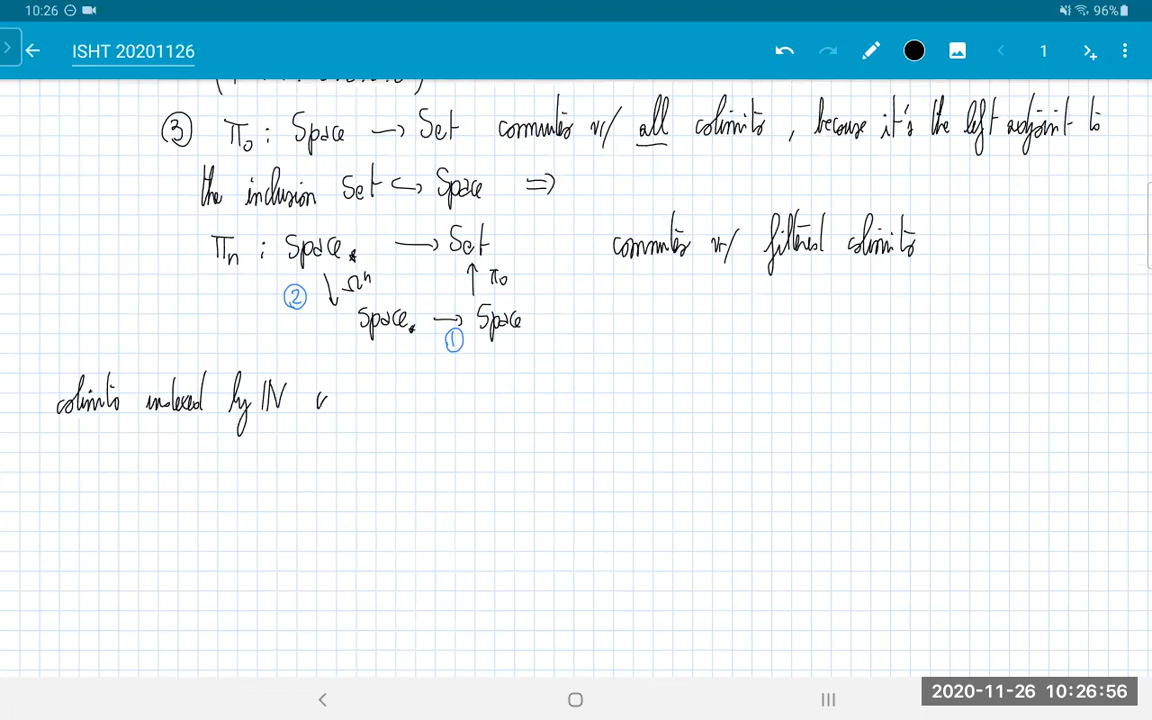 10:26 96%
ISHT 20201126 1
③ π₀ : Space → Set commutes w/ all colimits, because it's the left adjoint to
the inclusion Set ↪ Space ⇒
πₙ : Space⁎ → Set commutes w/ filtered colimits
② ↓ Ωⁿ ↑ π₀
Space⁎ → Space
①
colimits indexed by ℕ
2020-11-26 10:26:56